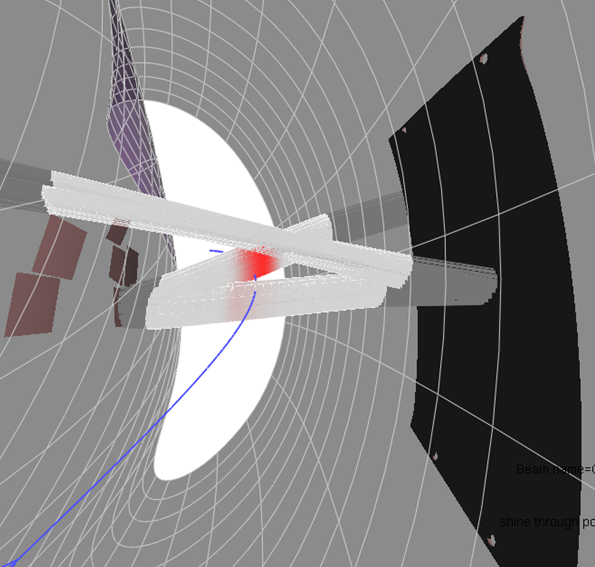 Beam name=
shine through po